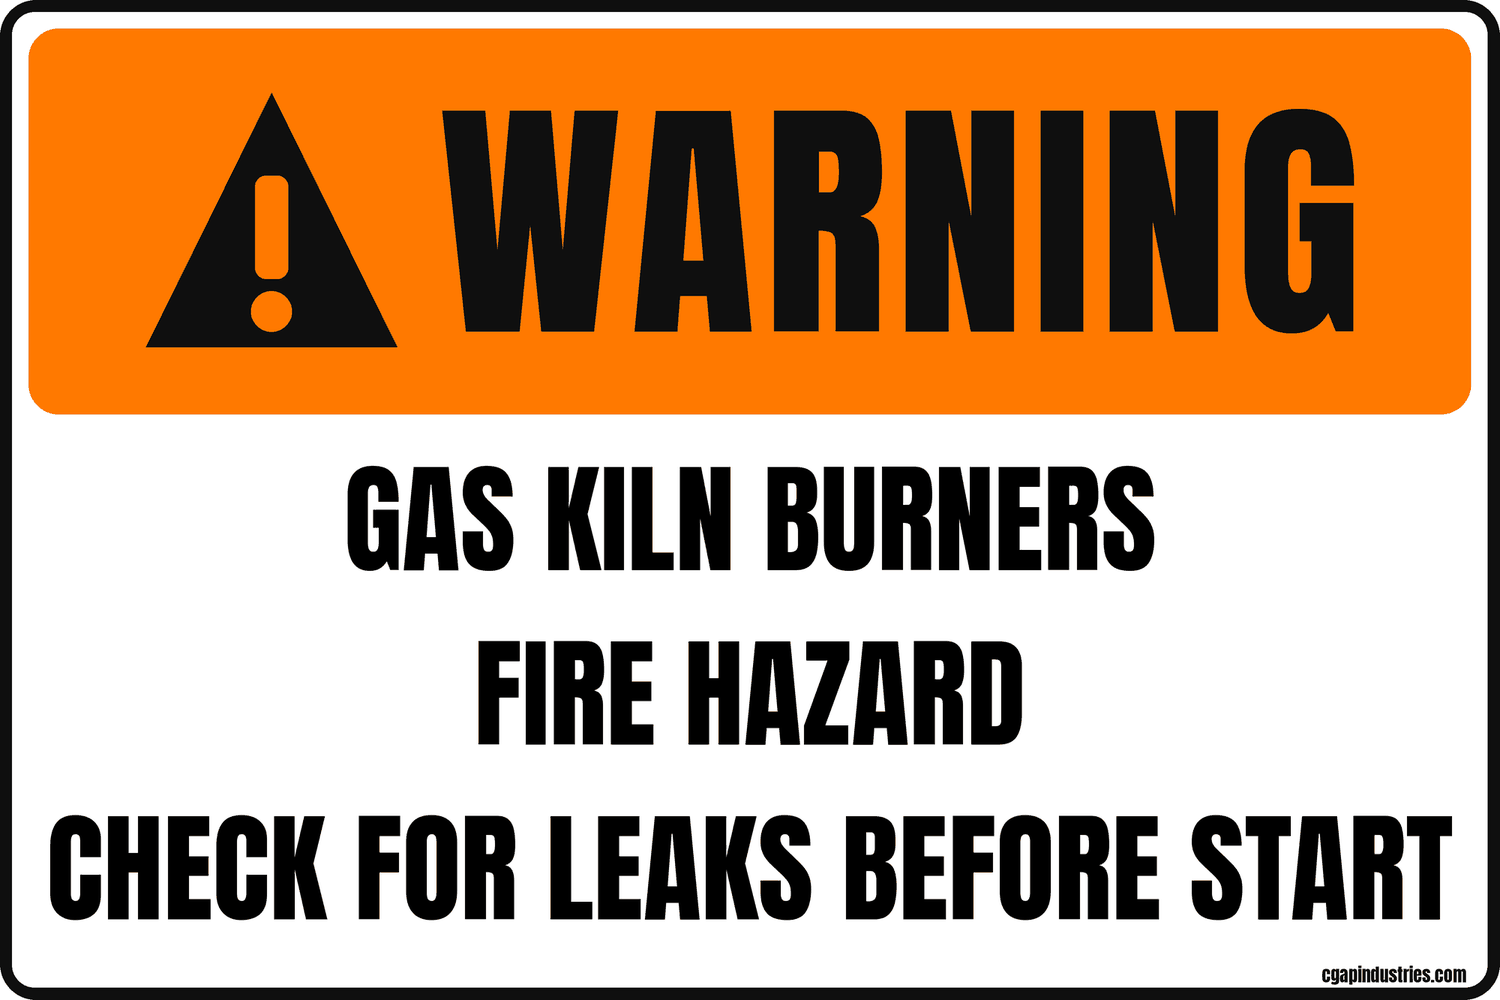 WARNING
GAS KILN BURNERS
FIRE HAZARD
CHECK FOR LEAKS BEFORE START
cgapindustries.com